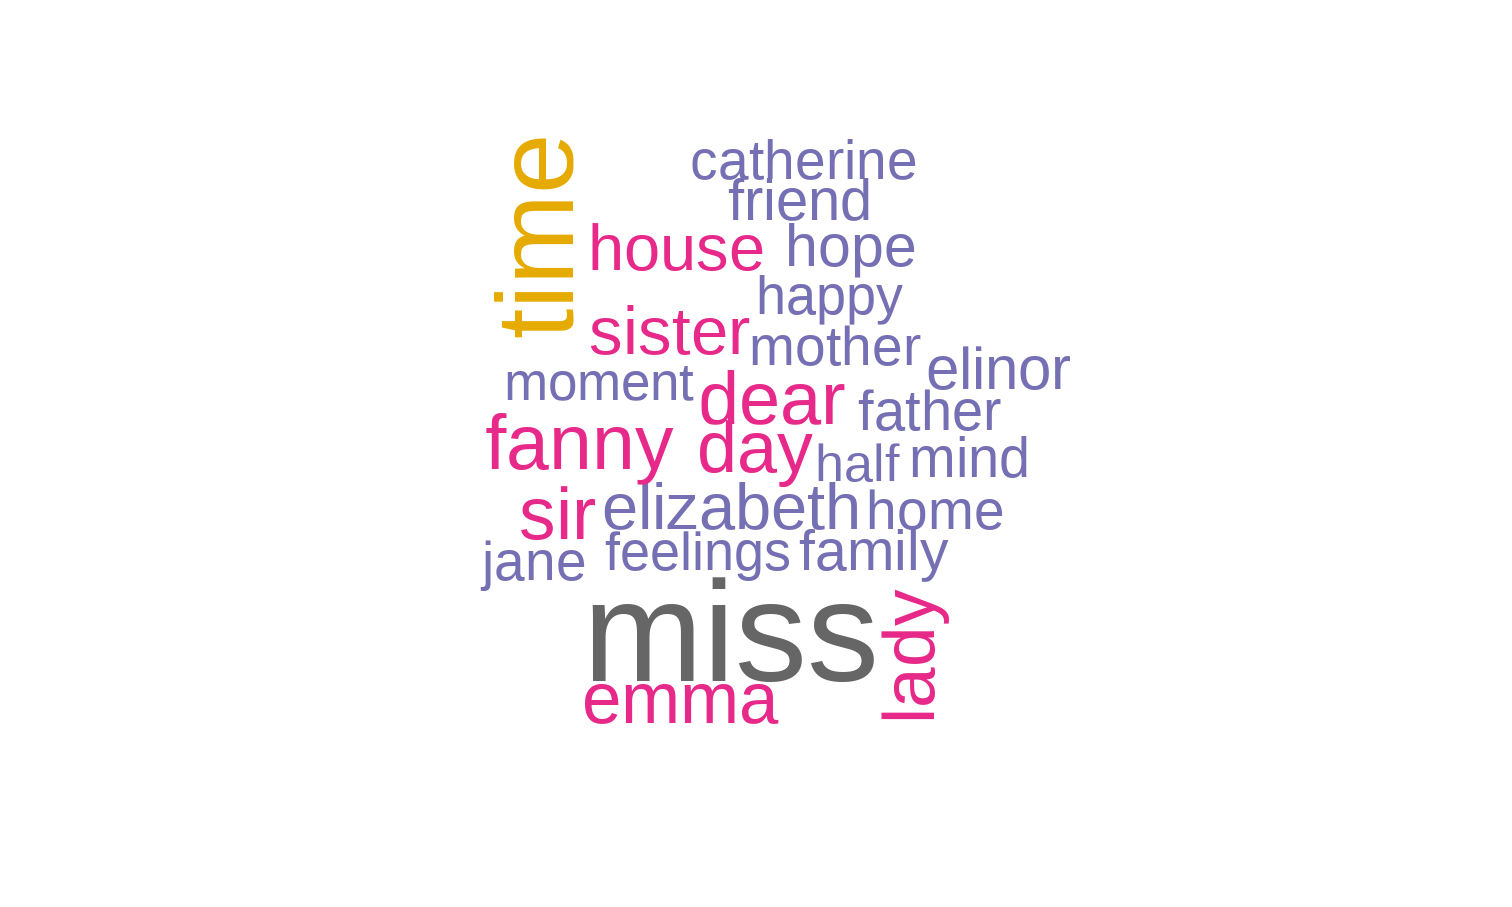 time
catherine
friend
house
hope
happy
sister
mother
elinor
moment
dear
father
fanny
day
half
mind
sir
elizabeth
home
jane
feelings
family
miss
lady
emma